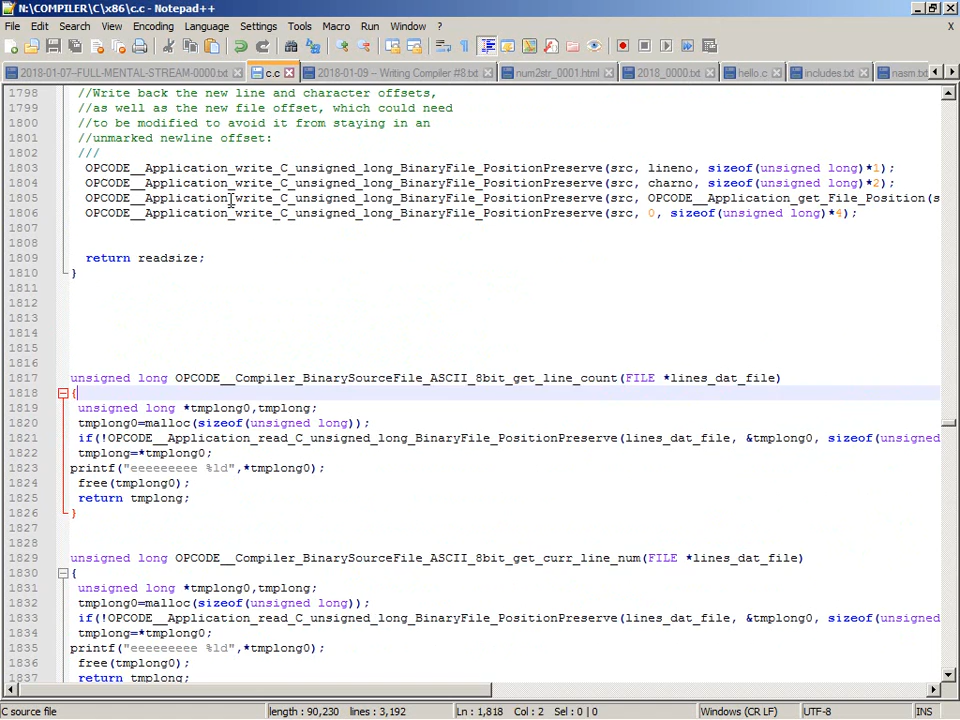 N:\COMPILER\C\x86\c.c - Notepad++
File Edit Search View Encoding Language Settings Tools Macro Run Window ?
X
2018-01-07-FULL-MENTAL-STREAM-0000.txt c.c 2018-01-09 -- Writing Compiler #8.txt num2str_0001.html 2018_0000.txt hello.c includes.txt nasm.txt
1798 //Write back the new line and character offsets,
1799 //as well as the new file offset, which could need
1800 //to be modified to avoid it from staying in an
1801 //unmarked newline offset:
1802 ///
1803 OPCODE__Application_write_C_unsigned_long_BinaryFile_PositionPreserve(src, lineno, sizeof(unsigned long)*1);
1804 OPCODE__Application_write_C_unsigned_long_BinaryFile_PositionPreserve(src, charno, sizeof(unsigned long)*2);
1805 OPCODE__Application_write_C_unsigned_long_BinaryFile_PositionPreserve(src, OPCODE__Application_get_File_Position(s
1806 OPCODE__Application_write_C_unsigned_long_BinaryFile_PositionPreserve(src, 0, sizeof(unsigned long)*4);
1807
1808
1809 return readsize;
1810 }
1811
1812
1813
1814
1815
1816
1817 unsigned long OPCODE__Compiler_BinarySourceFile_ASCII_8bit_get_line_count(FILE *lines_dat_file)
1818 {
1819 unsigned long *tmplong0,tmplong;
1820 tmplong0=malloc(sizeof(unsigned long));
1821 if(!OPCODE__Application_read_C_unsigned_long_BinaryFile_PositionPreserve(lines_dat_file, &tmplong0, sizeof(unsigned
1822 tmplong=*tmplong0;
1823 printf("eeeeeeeee %ld",*tmplong0);
1824 free(tmplong0);
1825 return tmplong;
1826 }
1827
1828
1829 unsigned long OPCODE__Compiler_BinarySourceFile_ASCII_8bit_get_curr_line_num(FILE *lines_dat_file)
1830 {
1831 unsigned long *tmplong0,tmplong;
1832 tmplong0=malloc(sizeof(unsigned long));
1833 if(!OPCODE__Application_read_C_unsigned_long_BinaryFile_PositionPreserve(lines_dat_file, &tmplong0, sizeof(unsigned
1834 tmplong=*tmplong0;
1835 printf("eeeeeeeee %ld",*tmplong0);
1836 free(tmplong0);
1837 return tmplong;
C source file length : 90,230 lines : 3,192 Ln : 1,818 Col : 2 Sel : 0 | 0 Windows (CR LF) UTF-8 INS